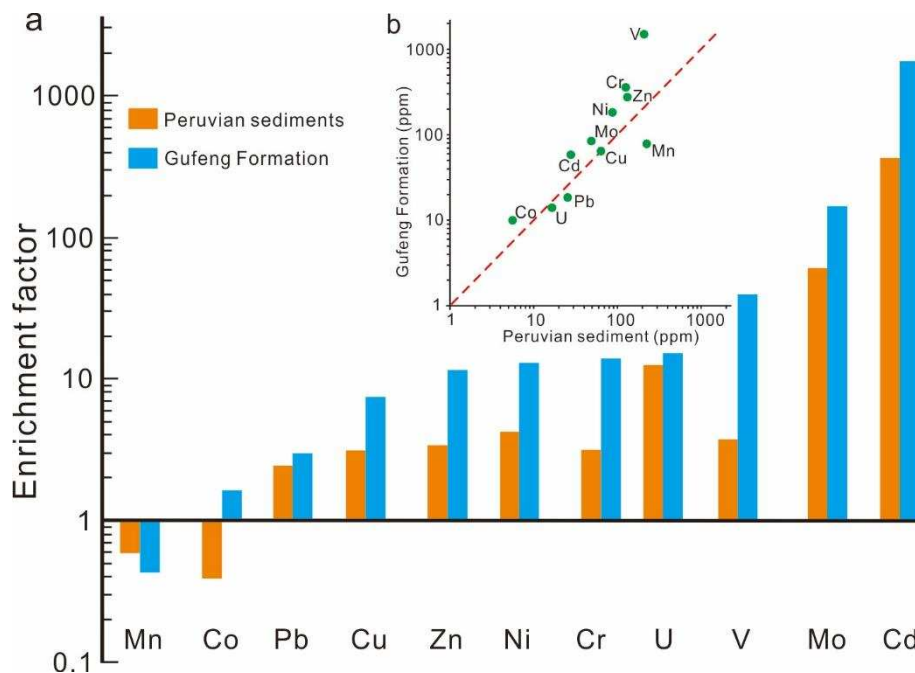 a
Enrichment factor
1000
100
10
1
0.1
Peruvian sediments
Gufeng Formation
Mn Co Pb Cu Zn Ni Cr U V Mo Cd
b
Gufeng Formation (ppm)
1000
100
10
1
V
Cr
Zn
Ni
Mo
Cu
Mn
Cd
Pb
Co
U
1 10 100 1000
Peruvian sediment (ppm)